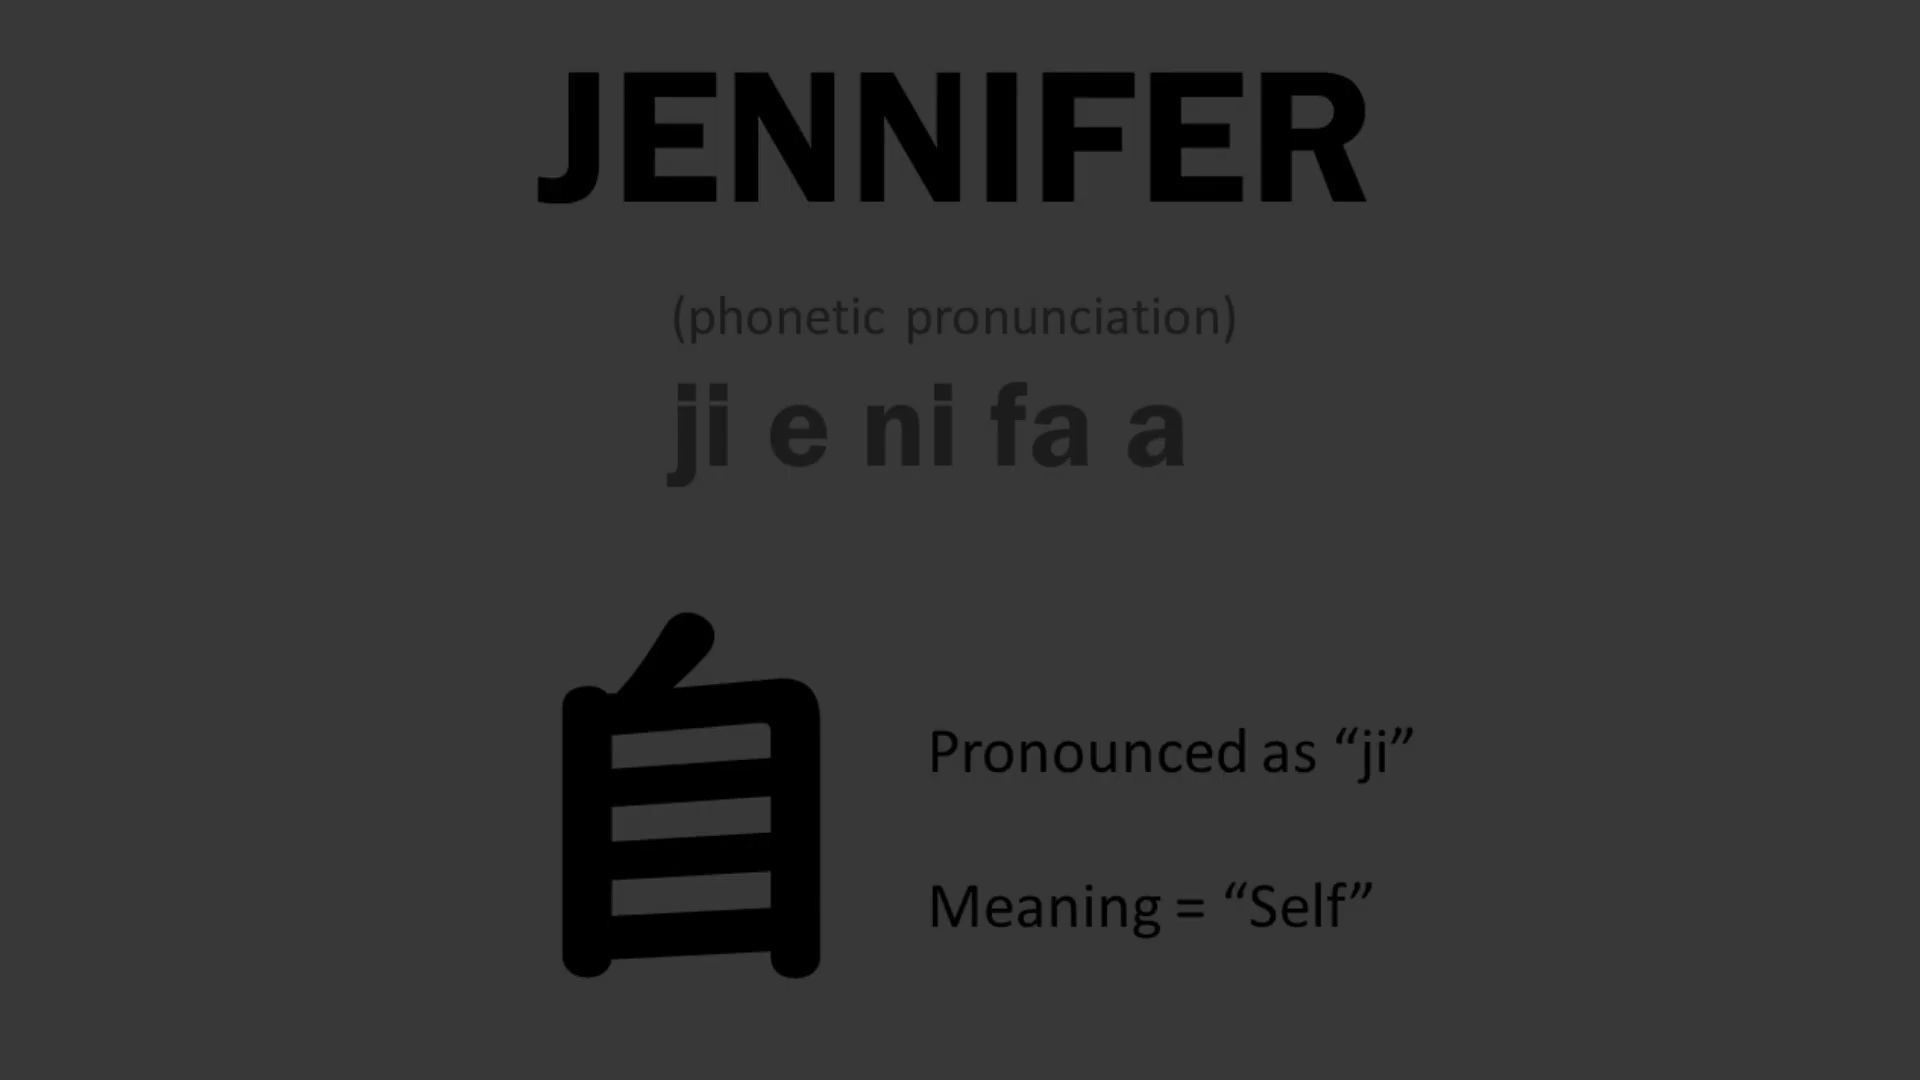 JENNIFER
(phonetic pronunciation)
ji e ni fa a
自
Pronounced as “ji”
Meaning = “Self”